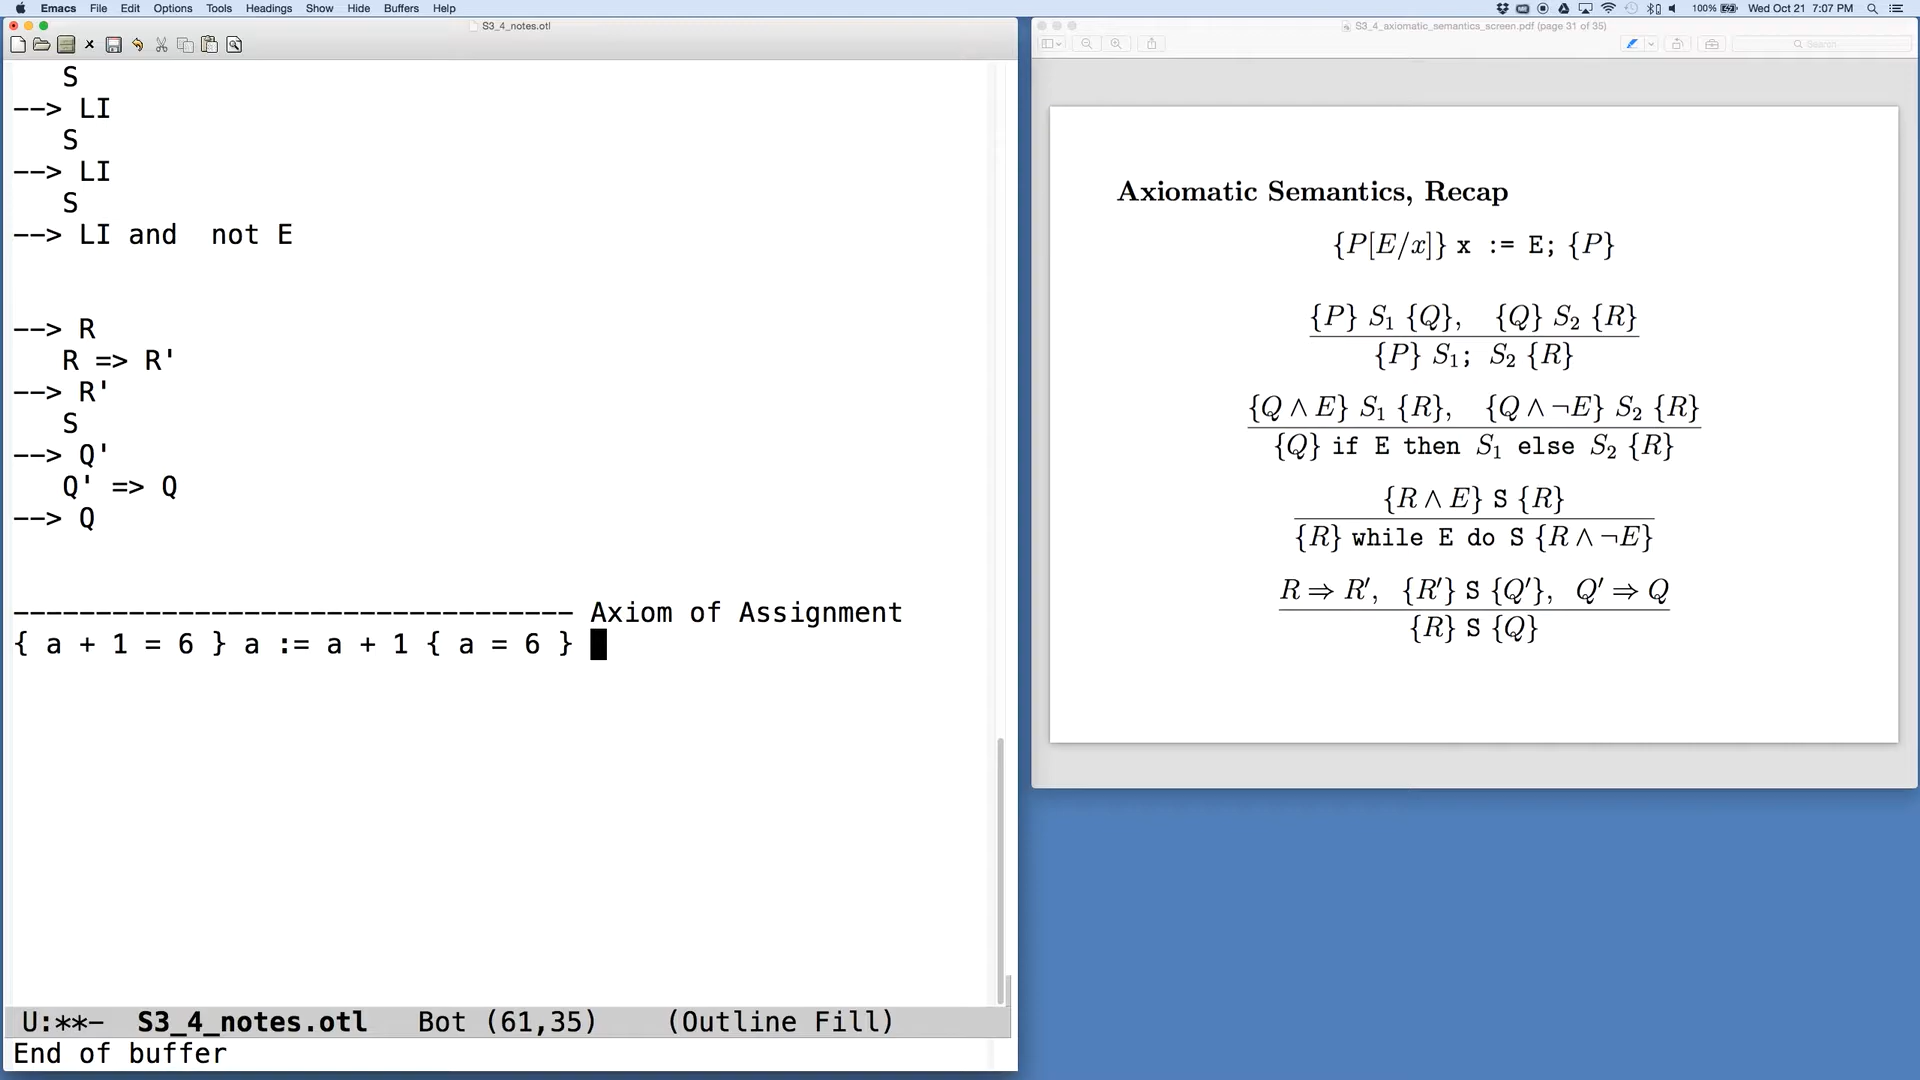 Emacs File Edit Options Tools Headings Show Hide Buffers Help
100% Wed Oct 21 7:07 PM
S3_4_notes.otl
S
--> LI
S
--> LI
S
--> LI and  not E
--> R
R => R'
--> R'
S
--> Q'
Q' => Q
--> Q
---------------------------------- Axiom of Assignment
{ a + 1 = 6 } a := a + 1 { a = 6 }
U:**- S3_4_notes.otl Bot (61,35) (Outline Fill)
End of buffer
S3_4_axiomatic_semantics_screen.pdf (page 31 of 35)
Search
Axiomatic Semantics, Recap
{P[E/x]} x := E; {P}
{P} S₁ {Q}, {Q} S₂ {R}
{P} S₁; S₂ {R}
{Q ∧ E} S₁ {R}, {Q ∧ ¬E} S₂ {R}
{Q} if E then S₁ else S₂ {R}
{R ∧ E} S {R}
{R} while E do S {R ∧ ¬E}
R ⇒ R′, {R′} S {Q′}, Q′ ⇒ Q
{R} S {Q}